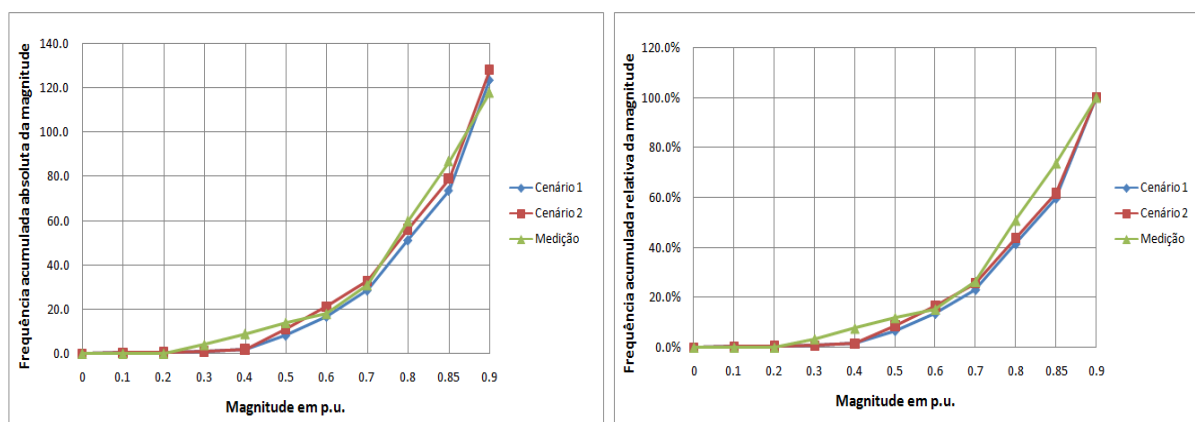 Frequência acumulada absoluta da magnitude
140.0
120.0
100.0
80.0
60.0
40.0
20.0
0.0
0 0.1 0.2 0.3 0.4 0.5 0.6 0.7 0.8 0.85 0.9
Magnitude em p.u.
Cenário 1
Cenário 2
Medição
Frequência acumulada relativa da magnitude
120.0%
100.0%
80.0%
60.0%
40.0%
20.0%
0.0%
0 0.1 0.2 0.3 0.4 0.5 0.6 0.7 0.8 0.85 0.9
Magnitude em p.u.
Cenário 1
Cenário 2
Medição